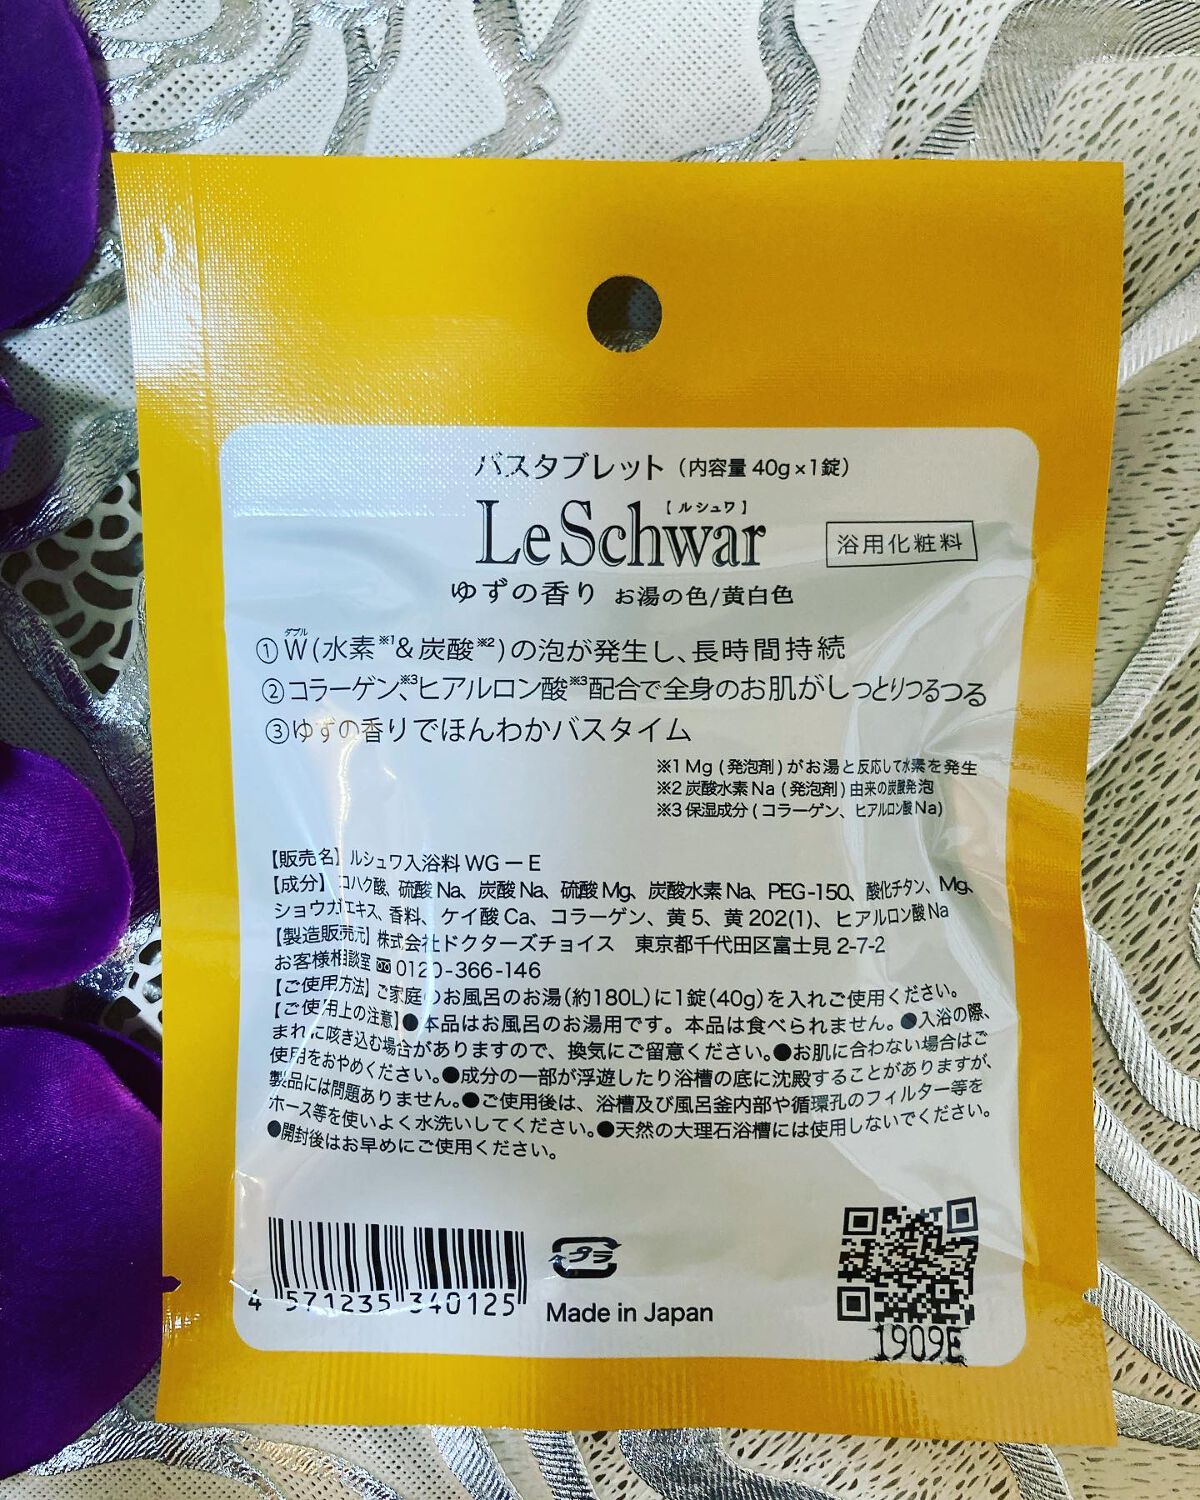 バスタブレット（内容量 40g×1錠）
【ルシュワ】
LeSchwar
浴用化粧料
ゆずの香り お湯の色/黄白色
ダブル
①W(水素※1&炭酸※2)の泡が発生し、長時間持続
②コラーゲン、※3ヒアルロン酸※3配合で全身のお肌がしっとりつるつる
③ゆずの香りでほんわかバスタイム
※1 Mg (発泡剤) がお湯と反応して水素を発生
※2 炭酸水素Na (発泡剤) 由来の炭酸発泡
※3 保湿成分 (コラーゲン、ヒアルロン酸Na)
【販売名】ルシュワ入浴料 WG－E
【成分】コハク酸、硫酸Na、炭酸Na、硫酸Mg、炭酸水素Na、PEG-150、酸化チタン、Mg、
ショウガエキス、香料、ケイ酸Ca、コラーゲン、黄5、黄202(1)、ヒアルロン酸Na
【製造販売元】株式会社ドクターズチョイス　東京都千代田区富士見 2-7-2
お客様相談室 0120-366-146
【ご使用方法】ご家庭のお風呂のお湯(約180L)に1錠(40g)を入れご使用ください。
【ご使用上の注意】●本品はお風呂のお湯用です。本品は食べられません。●入浴の際、
まれに咳き込む場合がありますので、換気にご留意ください。●お肌に合わない場合はご
使用をおやめください。●成分の一部が浮遊したり浴槽の底に沈殿することがありますが、
製品には問題ありません。●ご使用後は、浴槽及び風呂釜内部や循環孔のフィルター等を
ホース等を使いよく水洗いしてください。●天然の大理石浴槽には使用しないでください。
●開封後はお早めにご使用ください。
4 571235 340125
プラ
Made in Japan
1909E